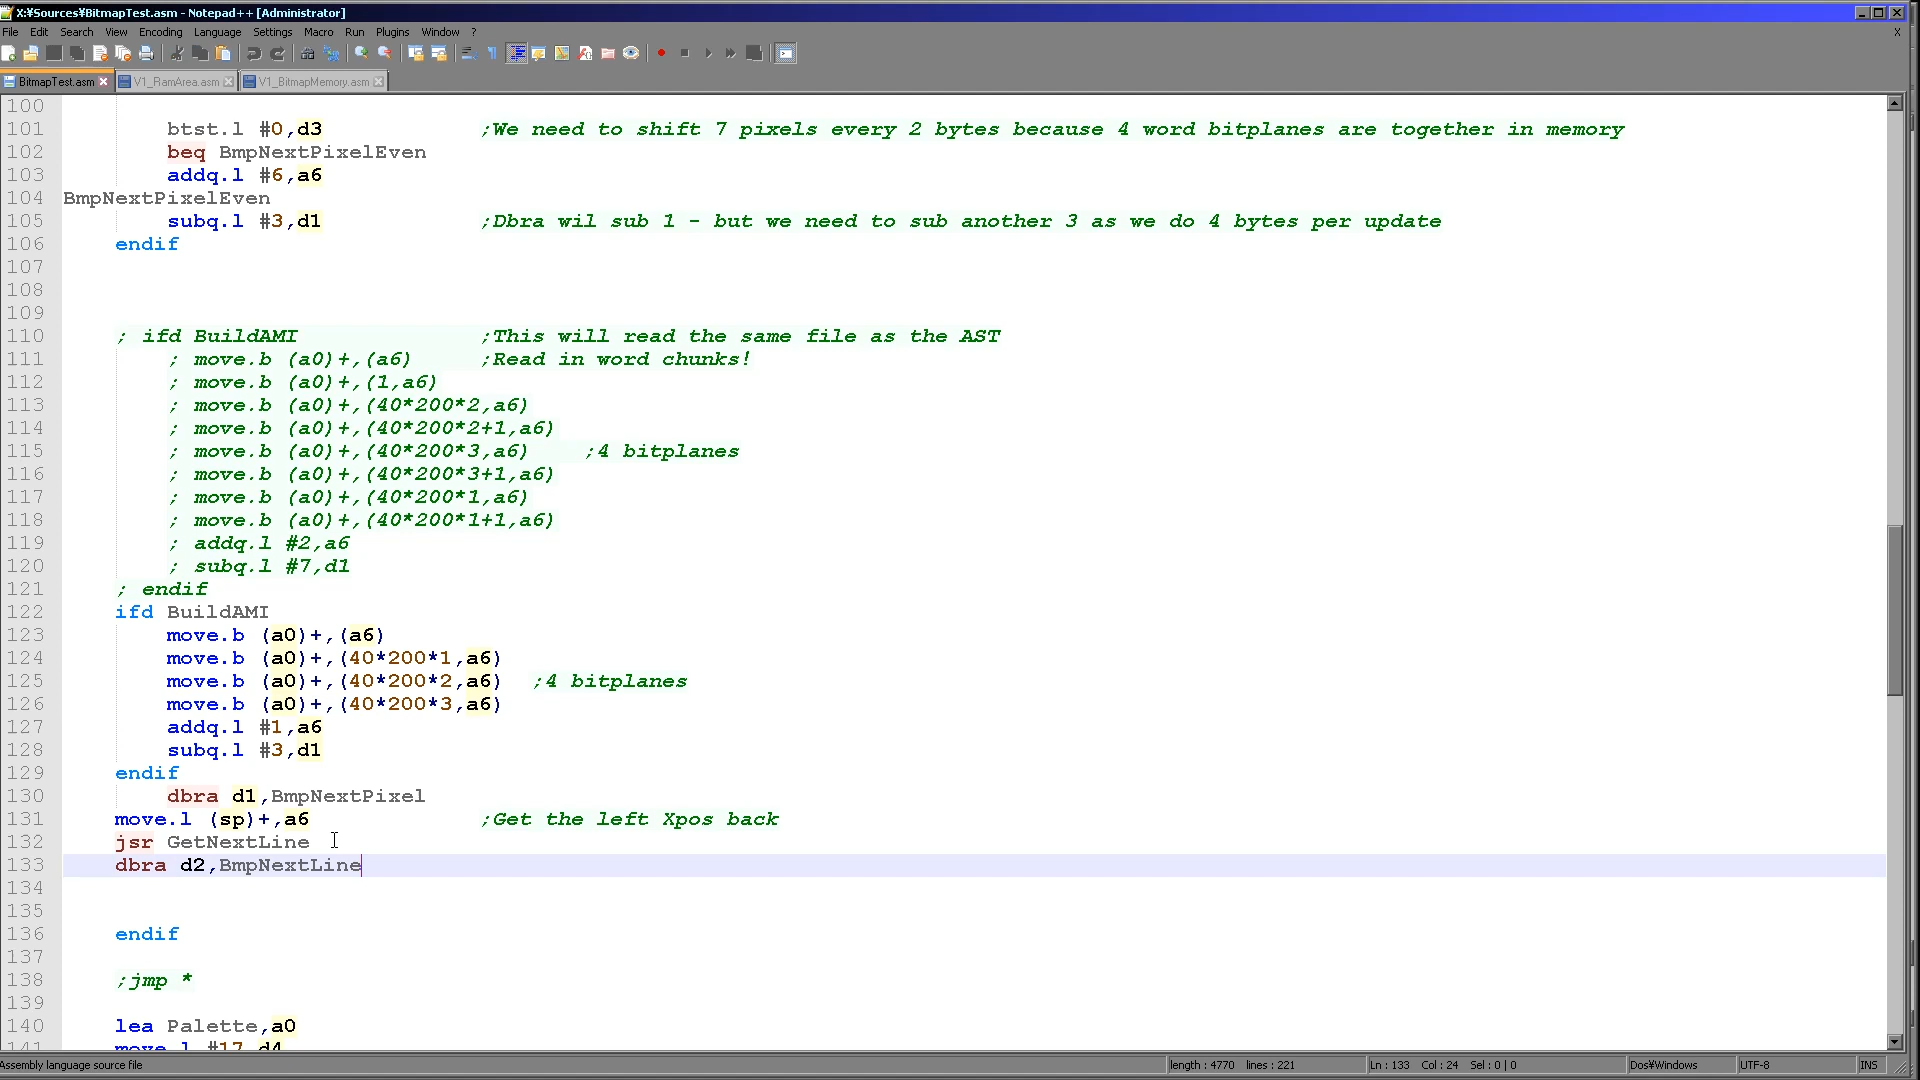 X:¥Sources¥BitmapTest.asm - Notepad++ [Administrator]
File Edit Search View Encoding Language Settings Macro Run Plugins Window ? X
BitmapTest.asm V1_RamArea.asm V1_BitmapMemory.asm
100
101 btst.l #0,d3 ;We need to shift 7 pixels every 2 bytes because 4 word bitplanes are together in memory
102 beq BmpNextPixelEven
103 addq.l #6,a6
104 BmpNextPixelEven
105 subq.l #3,d1 ;Dbra wil sub 1 - but we need to sub another 3 as we do 4 bytes per update
106 endif
107
108
109
110 ; ifd BuildAMI ;This will read the same file as the AST
111 ; move.b (a0)+,(a6) ;Read in word chunks!
112 ; move.b (a0)+,(1,a6)
113 ; move.b (a0)+,(40*200*2,a6)
114 ; move.b (a0)+,(40*200*2+1,a6)
115 ; move.b (a0)+,(40*200*3,a6) ;4 bitplanes
116 ; move.b (a0)+,(40*200*3+1,a6)
117 ; move.b (a0)+,(40*200*1,a6)
118 ; move.b (a0)+,(40*200*1+1,a6)
119 ; addq.l #2,a6
120 ; subq.l #7,d1
121 ; endif
122 ifd BuildAMI
123 move.b (a0)+,(a6)
124 move.b (a0)+,(40*200*1,a6)
125 move.b (a0)+,(40*200*2,a6) ;4 bitplanes
126 move.b (a0)+,(40*200*3,a6)
127 addq.l #1,a6
128 subq.l #3,d1
129 endif
130 dbra d1,BmpNextPixel
131 move.l (sp)+,a6 ;Get the left Xpos back
132 jsr GetNextLine
133 dbra d2,BmpNextLine
134
135
136 endif
137
138 ;jmp *
139
140 lea Palette,a0
141 move.l #17,d4
Assembly language source file length : 4770 lines : 221 Ln : 133 Col : 24 Sel : 0 | 0 Dos¥Windows UTF-8 INS